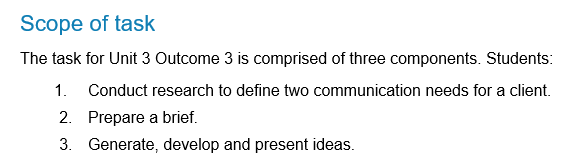 Scope of task
The task for Unit 3 Outcome 3 is comprised of three components. Students:
1. Conduct research to define two communication needs for a client.
2. Prepare a brief.
3. Generate, develop and present ideas.